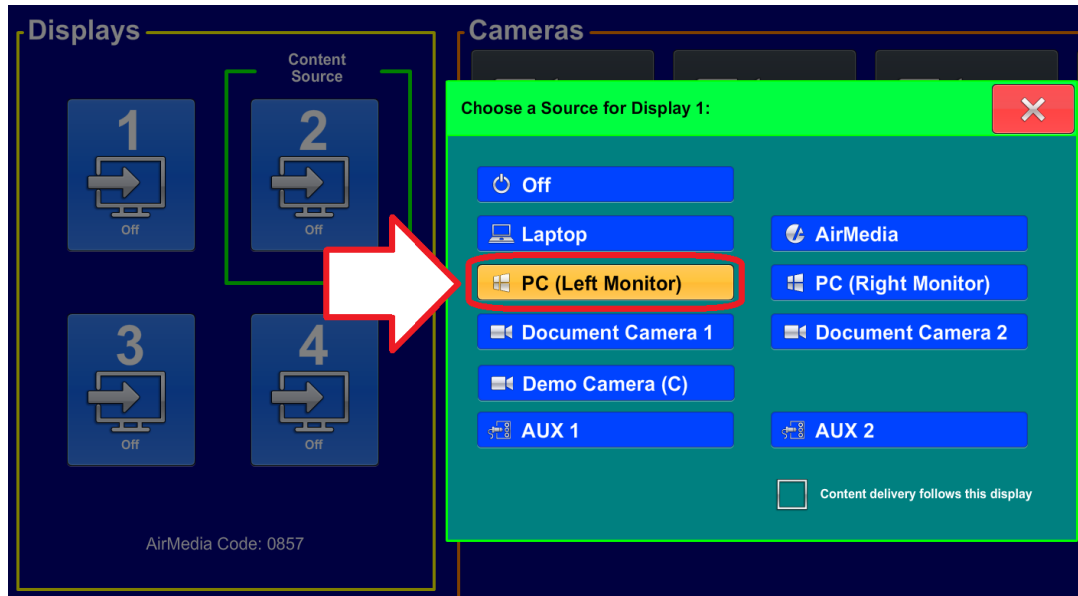 Displays
Content
Source
1
Off
2
Off
3
Off
4
Off
AirMedia Code: 0857
Cameras
Choose a Source for Display 1:
Off
Laptop
AirMedia
PC (Left Monitor)
PC (Right Monitor)
Document Camera 1
Document Camera 2
Demo Camera (C)
AUX 1
AUX 2
Content delivery follows this display